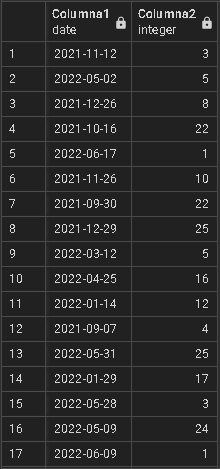 Columna1 Columna2
date integer
1 2021-11-12 3
2 2022-05-02 5
3 2021-12-26 8
4 2021-10-16 22
5 2022-06-17 1
6 2021-11-26 10
7 2021-09-30 22
8 2021-12-29 25
9 2022-03-12 5
10 2022-04-25 16
11 2022-01-14 12
12 2021-09-07 4
13 2022-05-31 25
14 2022-01-29 17
15 2022-05-28 3
16 2022-05-09 24
17 2022-06-09 1